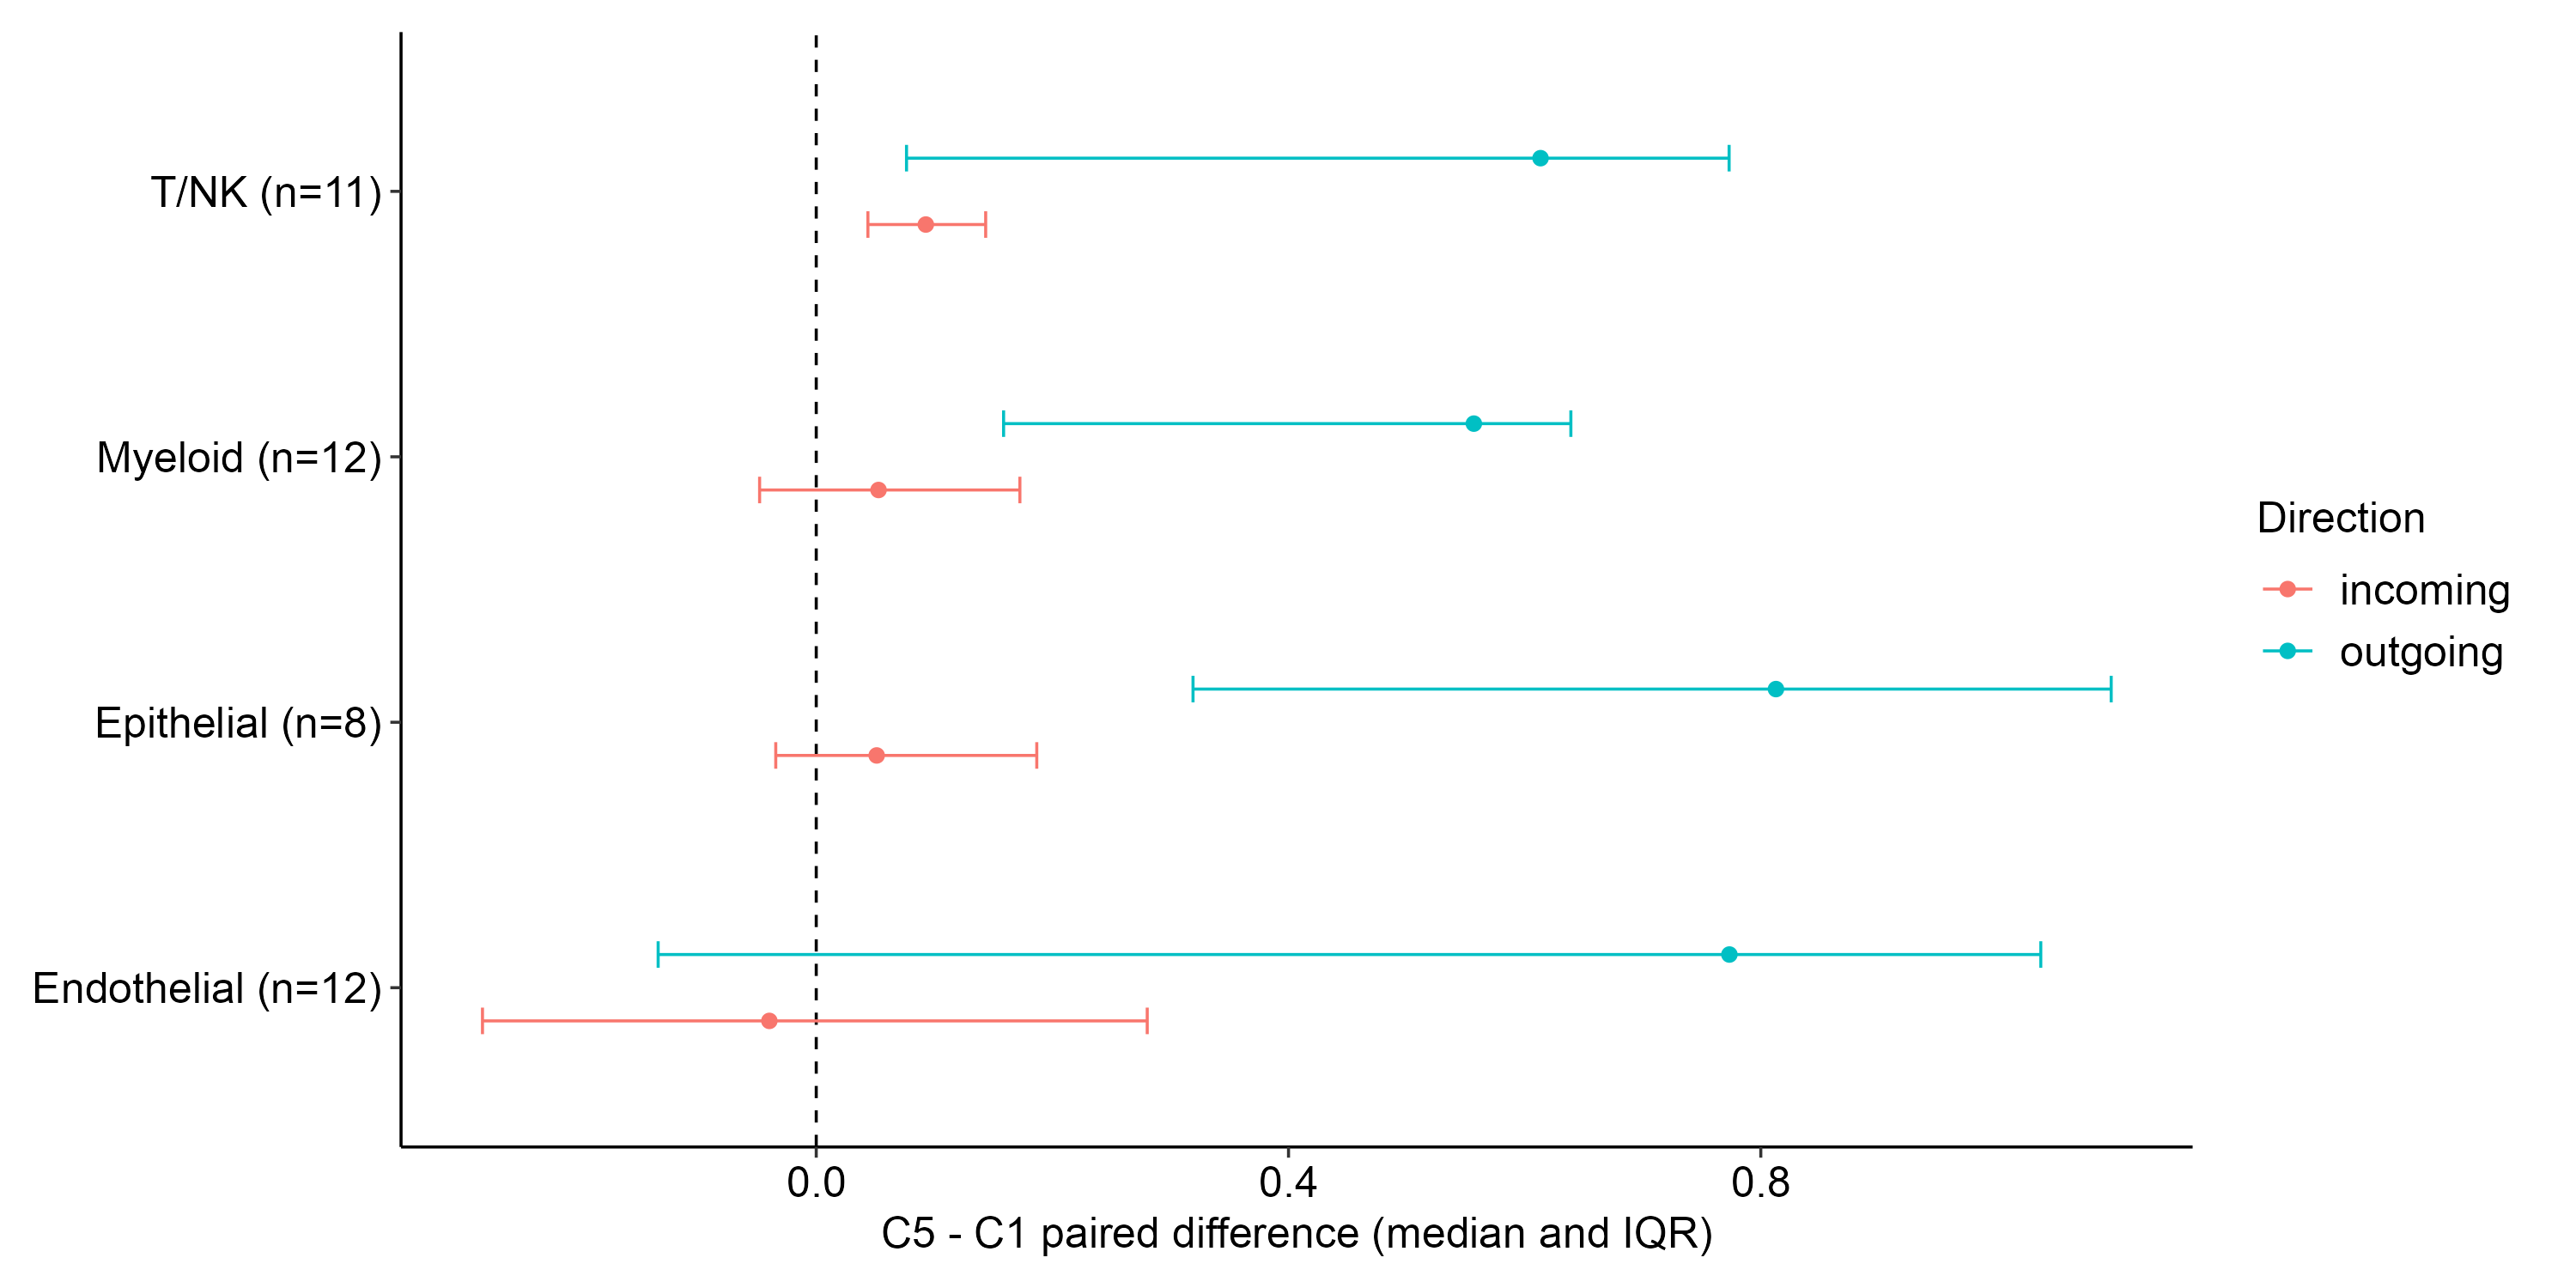 T/NK (n=11)
Myeloid (n=12)
Epithelial (n=8)
Endothelial (n=12)
0.0 0.4 0.8
C5 - C1 paired difference (median and IQR)
Direction
incoming
outgoing